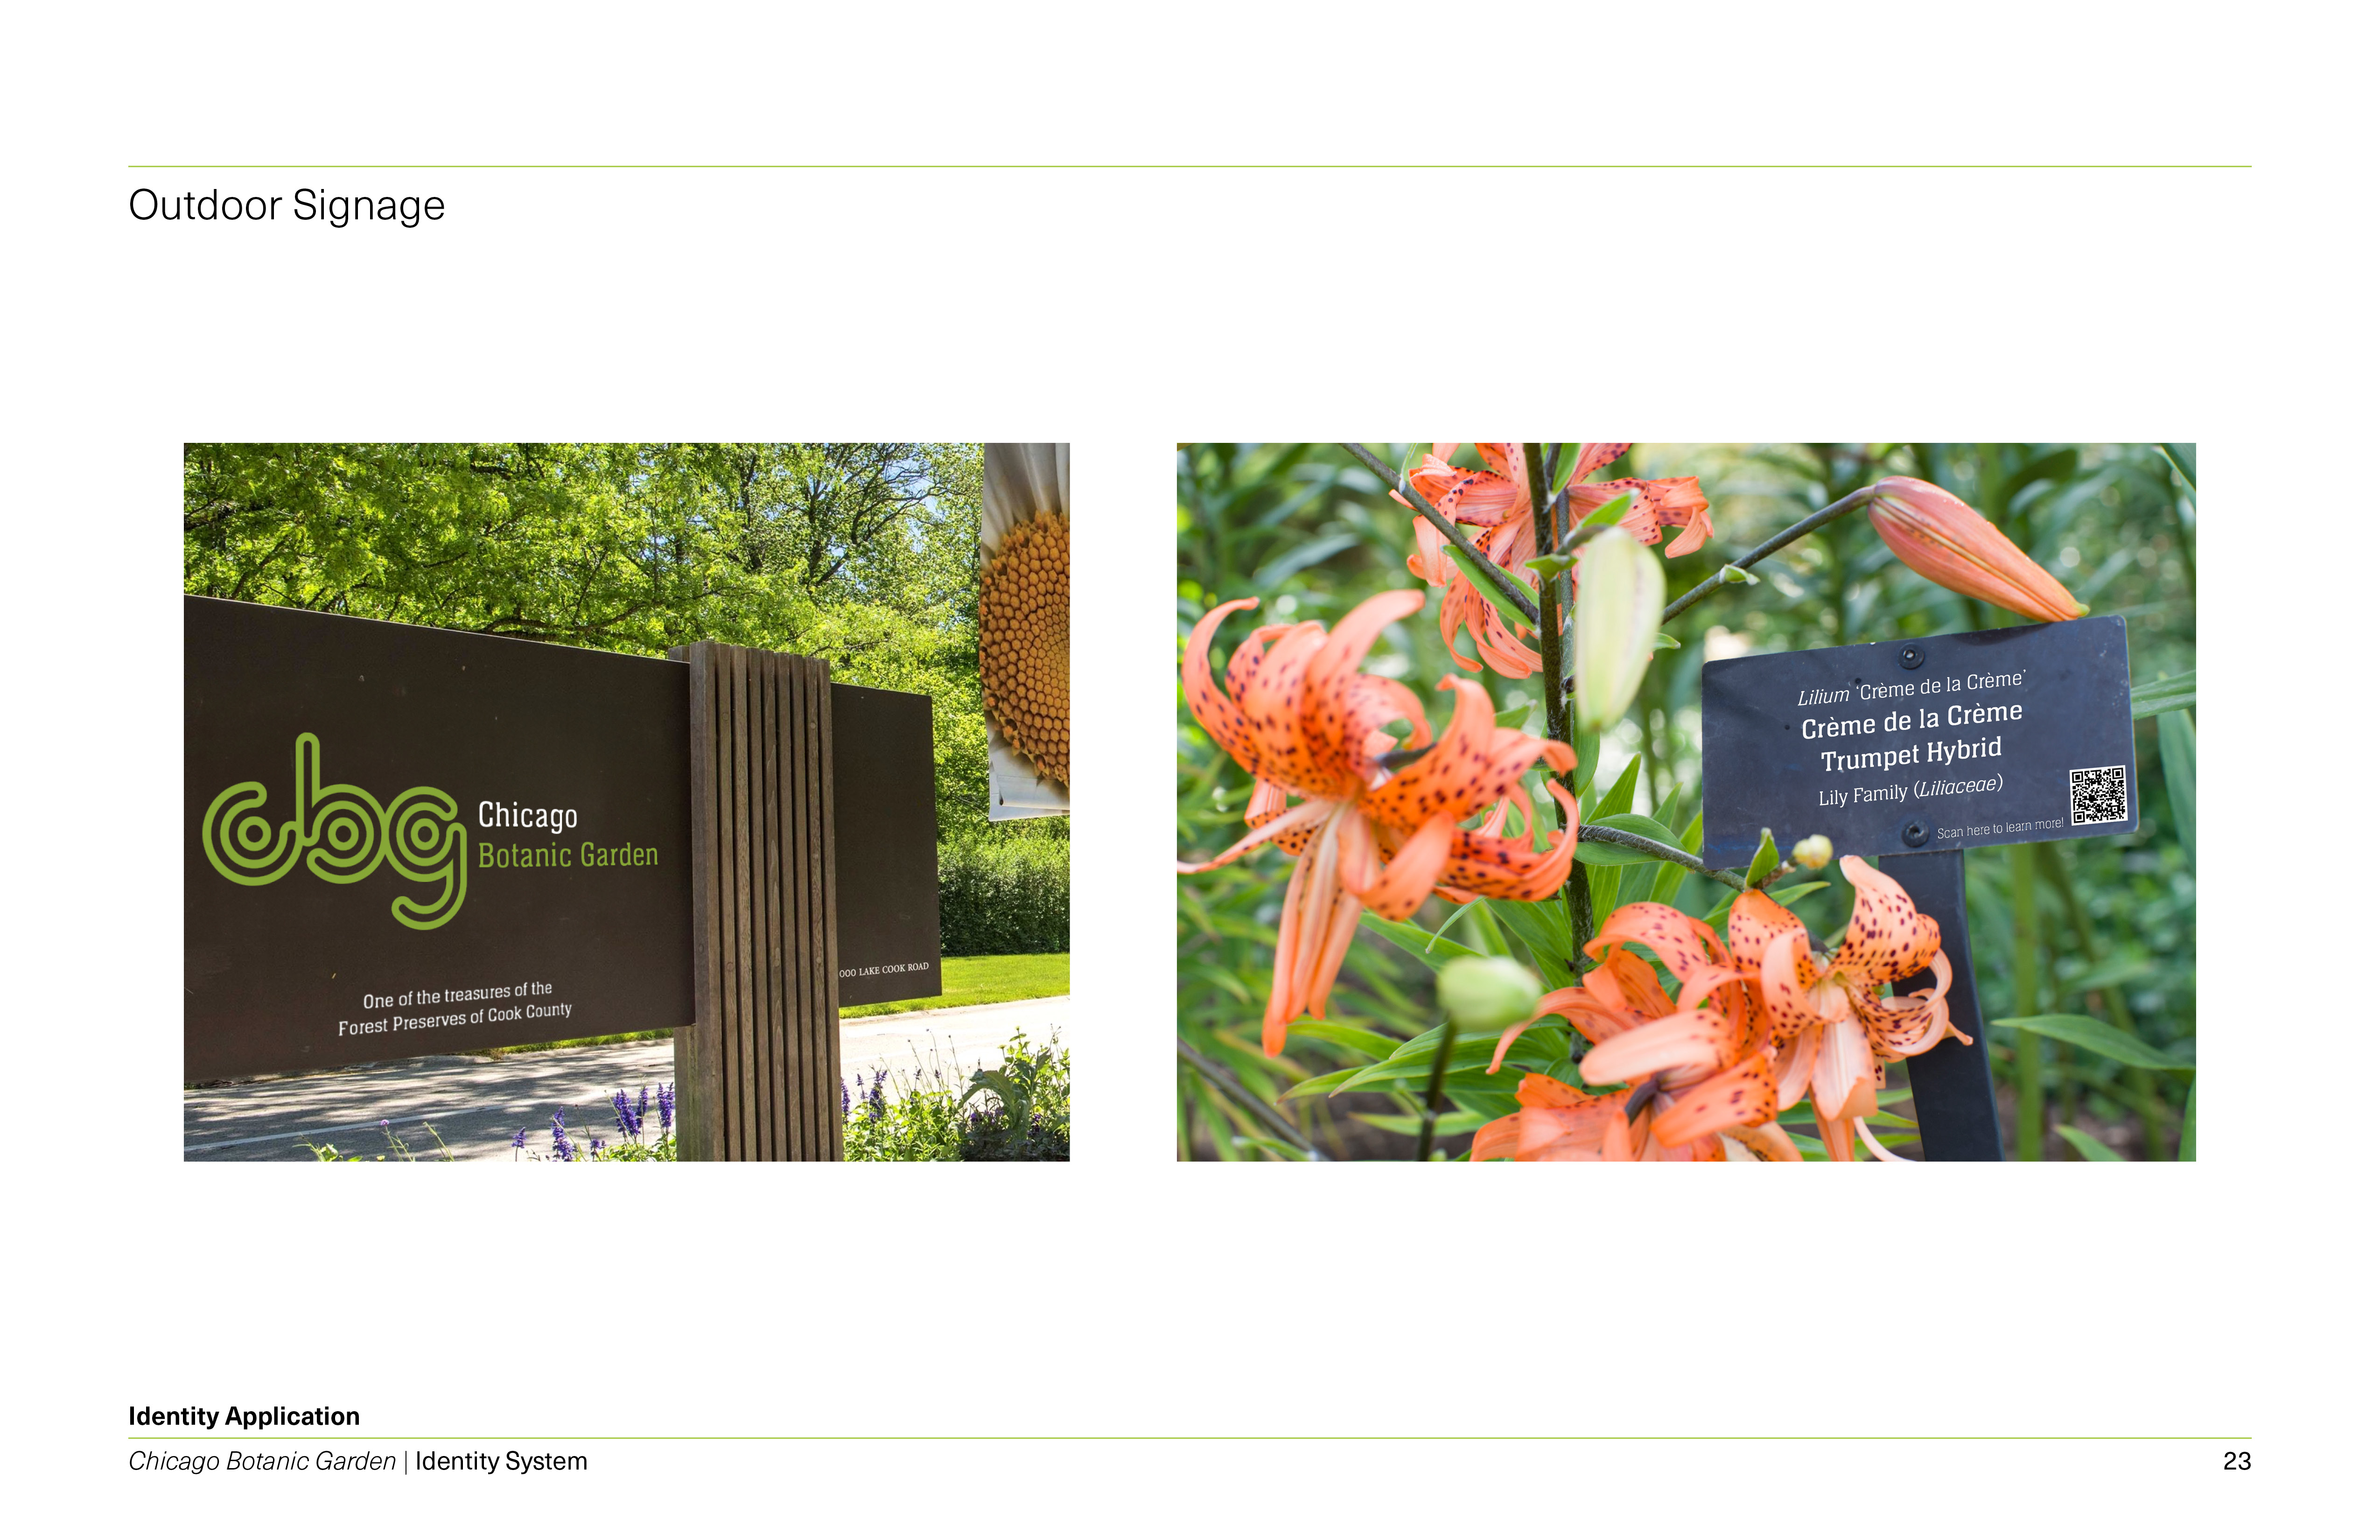 Outdoor Signage
cbg
Chicago
Botanic Garden
One of the treasures of the
Forest Preserves of Cook County
000 LAKE COOK ROAD
Lilium ‘Crème de la Crème’
Crème de la Crème
Trumpet Hybrid
Lily Family (Liliaceae)
Scan here to learn more!
Identity Application
Chicago Botanic Garden | Identity System
23